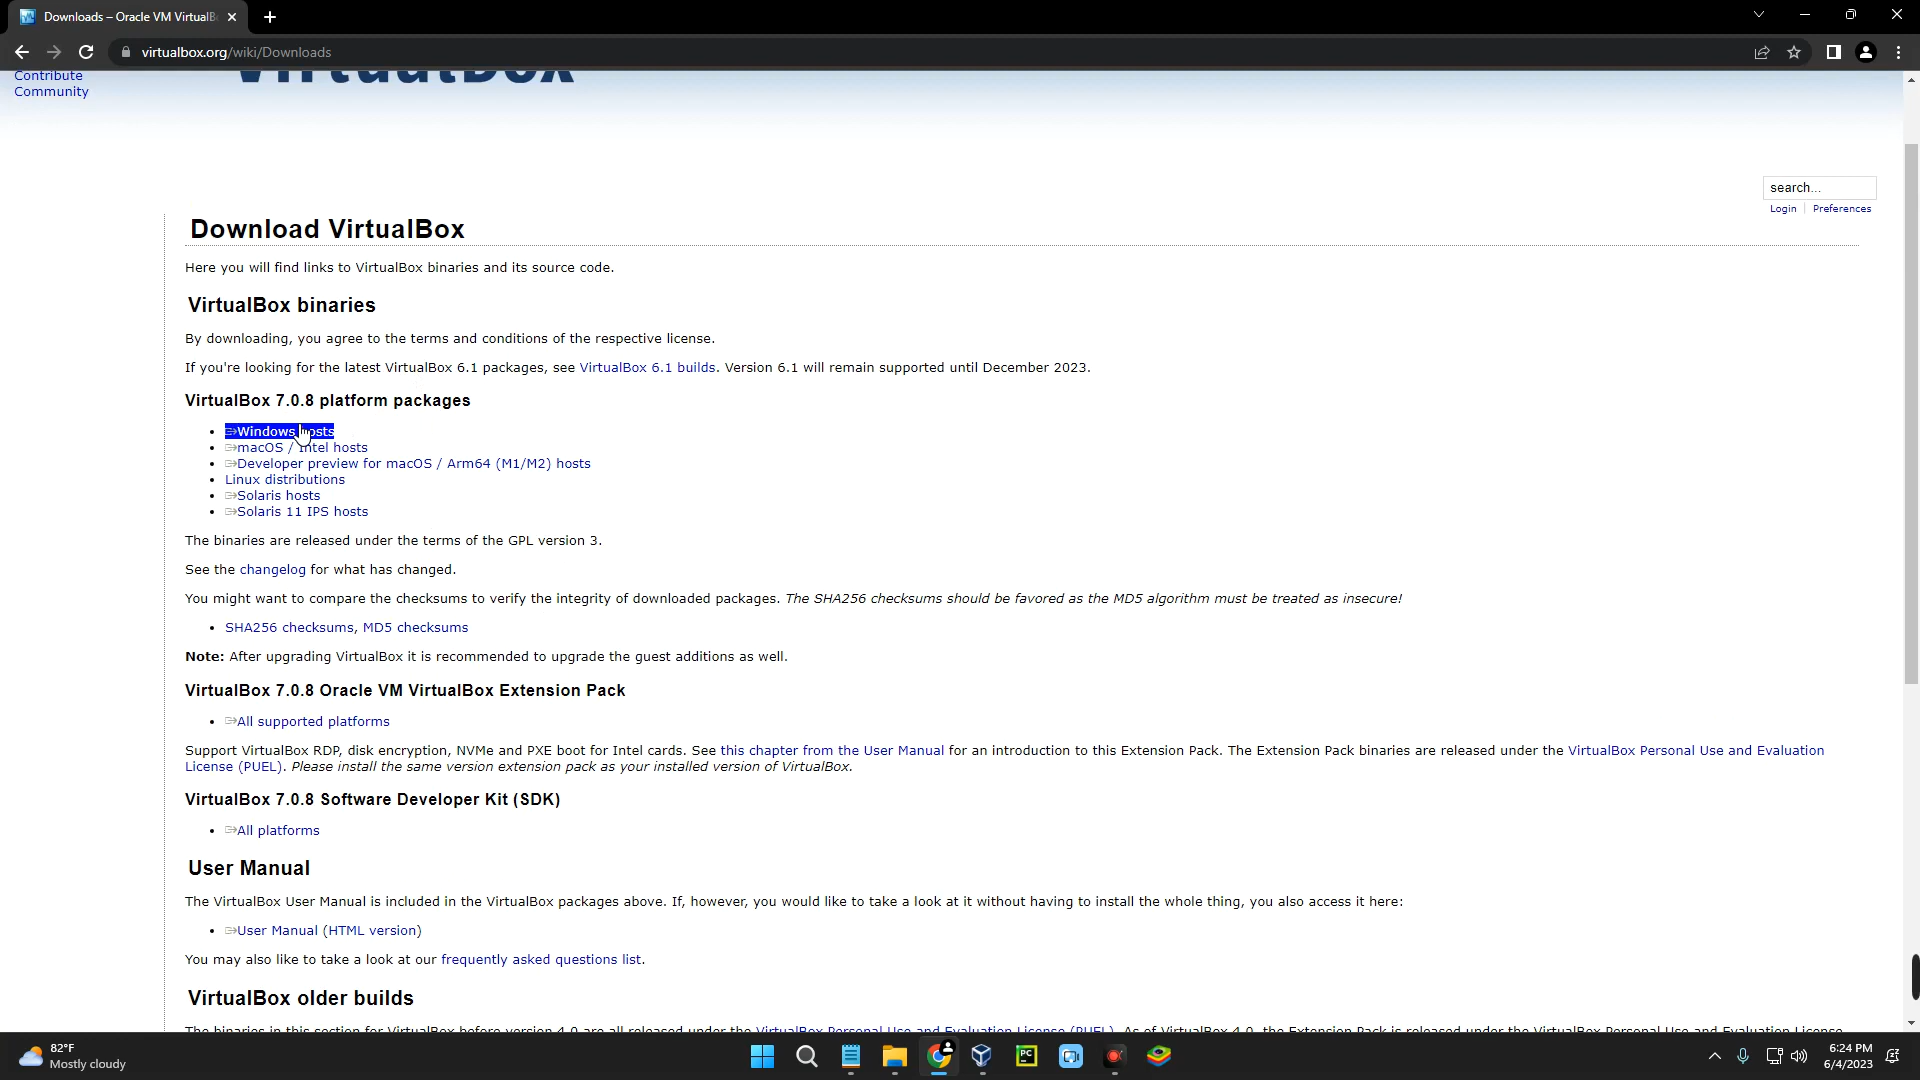 Downloads – Oracle VM VirtualB
virtualbox.org/wiki/Downloads
Contribute
Community
VirtualBox
search...
Login
Preferences
Download VirtualBox
Here you will find links to VirtualBox binaries and its source code.
VirtualBox binaries
By downloading, you agree to the terms and conditions of the respective license.
If you're looking for the latest VirtualBox 6.1 packages, see VirtualBox 6.1 builds. Version 6.1 will remain supported until December 2023.
VirtualBox 7.0.8 platform packages
Windows hosts
macOS / Intel hosts
Developer preview for macOS / Arm64 (M1/M2) hosts
Linux distributions
Solaris hosts
Solaris 11 IPS hosts
The binaries are released under the terms of the GPL version 3.
See the changelog for what has changed.
You might want to compare the checksums to verify the integrity of downloaded packages. The SHA256 checksums should be favored as the MD5 algorithm must be treated as insecure!
SHA256 checksums, MD5 checksums
Note: After upgrading VirtualBox it is recommended to upgrade the guest additions as well.
VirtualBox 7.0.8 Oracle VM VirtualBox Extension Pack
All supported platforms
Support VirtualBox RDP, disk encryption, NVMe and PXE boot for Intel cards. See this chapter from the User Manual for an introduction to this Extension Pack. The Extension Pack binaries are released under the VirtualBox Personal Use and Evaluation
License (PUEL). Please install the same version extension pack as your installed version of VirtualBox.
VirtualBox 7.0.8 Software Developer Kit (SDK)
All platforms
User Manual
The VirtualBox User Manual is included in the VirtualBox packages above. If, however, you would like to take a look at it without having to install the whole thing, you also access it here:
User Manual (HTML version)
You may also like to take a look at our frequently asked questions list.
VirtualBox older builds
The binaries in this section for VirtualBox before version 4.0 are all released under the VirtualBox Personal Use and Evaluation License (PUEL). As of VirtualBox 4.0, the Extension Pack is released under the VirtualBox Personal Use and Evaluation License
82°F
Mostly cloudy
PC
6:24 PM
6/4/2023